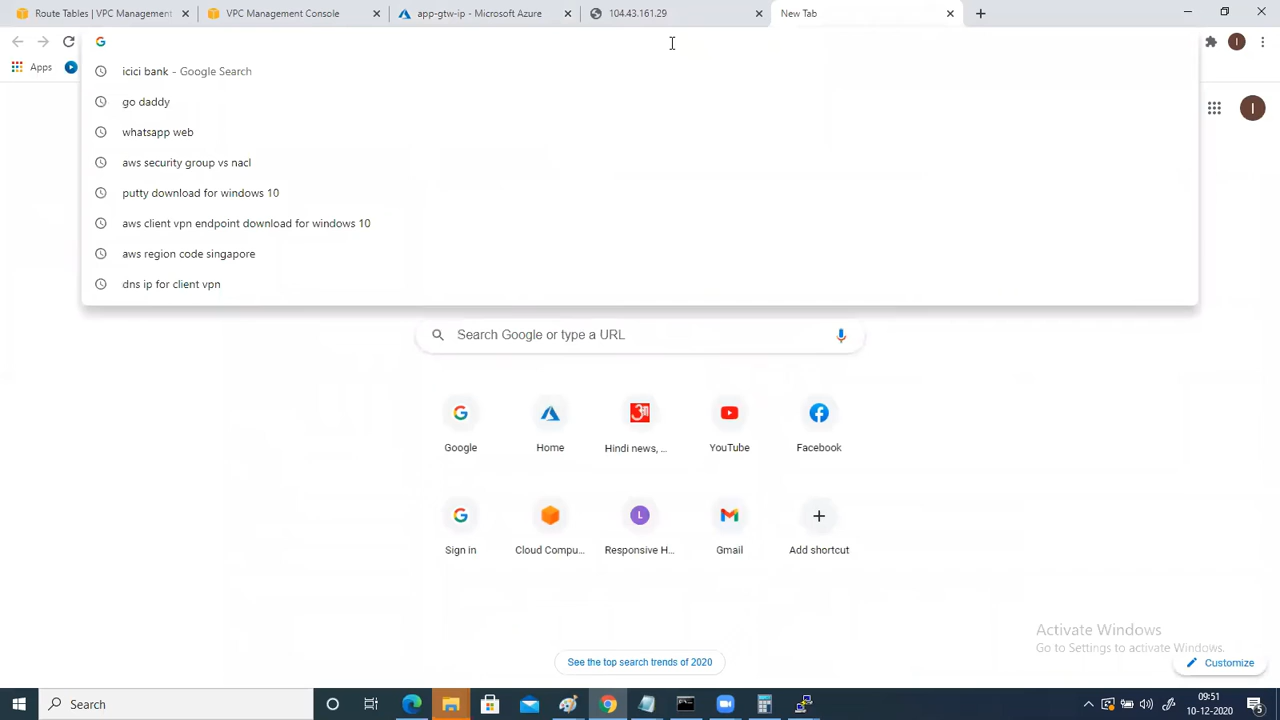 Route Tables | VPC Management
VPC Management Console
app-gtw-ip - Microsoft Azure
104.43.161.29
New Tab
Apps
icici bank - Google Search
go daddy
whatsapp web
aws security group vs nacl
putty download for windows 10
aws client vpn endpoint download for windows 10
aws region code singapore
dns ip for client vpn
I
I
Search Google or type a URL
Google
Home
Hindi news, ...
YouTube
Facebook
L
Sign in
Cloud Compu...
Responsive H...
Gmail
Add shortcut
See the top search trends of 2020
Activate Windows
Go to Settings to activate Windows.
Customize
Search
09:51
10-12-2020